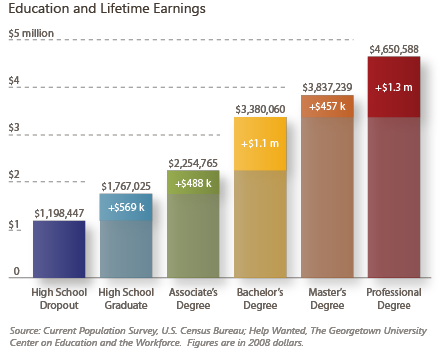 Education and Lifetime Earnings
$5 million
$4,650,588
+$1.3 m
$4
$3,837,239
+$457 k
$3,380,060
+$1.1 m
$3
$2,254,765
+$488 k
$2
$1,767,025
+$569 k
$1,198,447
$1
0
High School Dropout
High School Graduate
Associate's Degree
Bachelor's Degree
Master's Degree
Professional Degree
Source: Current Population Survey, U.S. Census Bureau; Help Wanted, The Georgetown University
Center on Education and the Workforce.  Figures are in 2008 dollars.